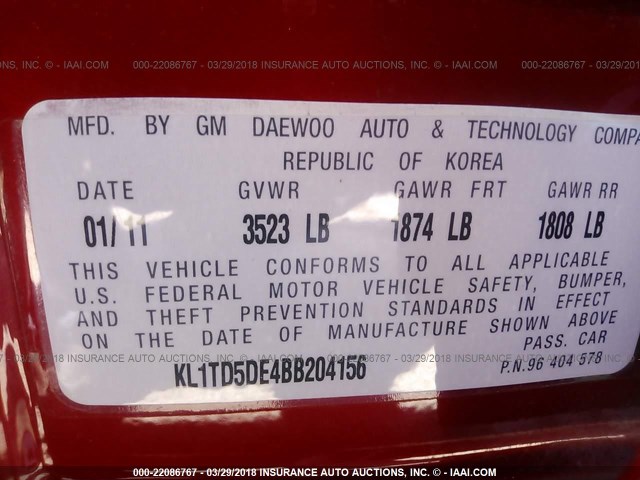 INC. - IAAI.COM 000-22086767 - 03/29/2018 INSURANCE AUTO AUCTIONS, INC. - IAAI.COM 000-22086767
MFD. BY GM DAEWOO AUTO & TECHNOLOGY COMPA
REPUBLIC OF KOREA
DATE GVWR GAWR FRT GAWR RR
01/11 3523 LB 1874 LB 1808 LB
THIS VEHICLE CONFORMS TO ALL APPLICABLE
U.S. FEDERAL MOTOR VEHICLE SAFETY, BUMPER,
AND THEFT PREVENTION STANDARDS IN EFFECT
ON THE DATE OF MANUFACTURE SHOWN ABOVE
PASS. CAR
KL1TD5DE4BB204156 P.N.96 404 578
000-22086767 - 03/29/2018 INSURANCE AUTO AUCTIONS, INC. - IAAI.COM